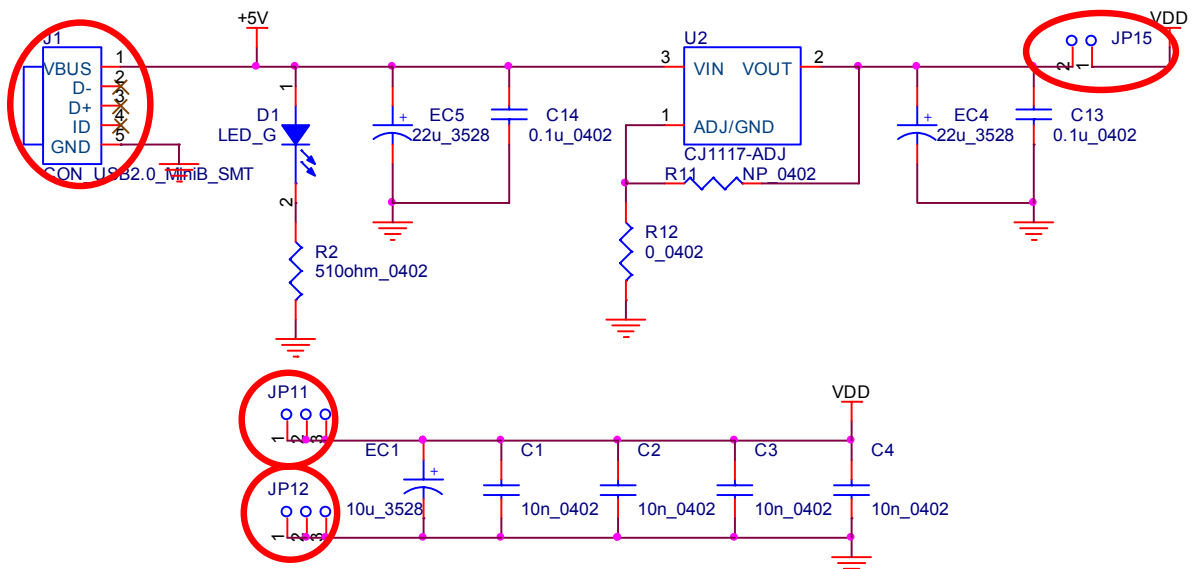 +5V
VDD
J1
U2
JP15
VBUS
1
D-
2
D+
3
ID
4
GND
5
CON_USB2.0_MiniB_SMT
1
D1
LED_G
2
R2
510ohm_0402
EC5
22u_3528
C14
0.1u_0402
3
VIN
VOUT
2
1
ADJ/GND
CJ1117-ADJ
R11
NP_0402
R12
0_0402
EC4
22u_3528
C13
0.1u_0402
2
1
JP11
1
2
3
VDD
EC1
10u_3528
C1
10n_0402
C2
10n_0402
C3
10n_0402
C4
10n_0402
JP12
1
2
3